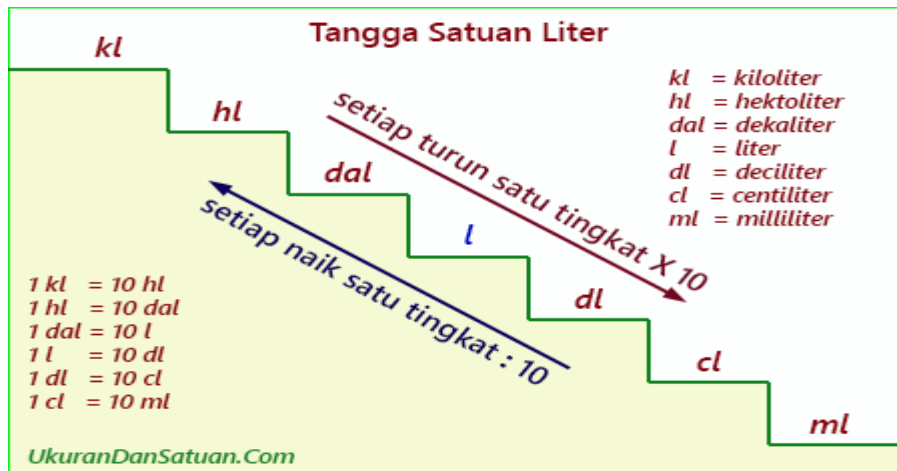 Tangga Satuan Liter
kl
hl
dal
l
dl
cl
ml
setiap turun satu tingkat X 10
setiap naik satu tingkat : 10
kl = kiloliter
hl = hektoliter
dal = dekaliter
l = liter
dl = deciliter
cl = centiliter
ml = milliliter
1 kl = 10 hl
1 hl = 10 dal
1 dal = 10 l
1 l = 10 dl
1 dl = 10 cl
1 cl = 10 ml
UkuranDanSatuan.Com